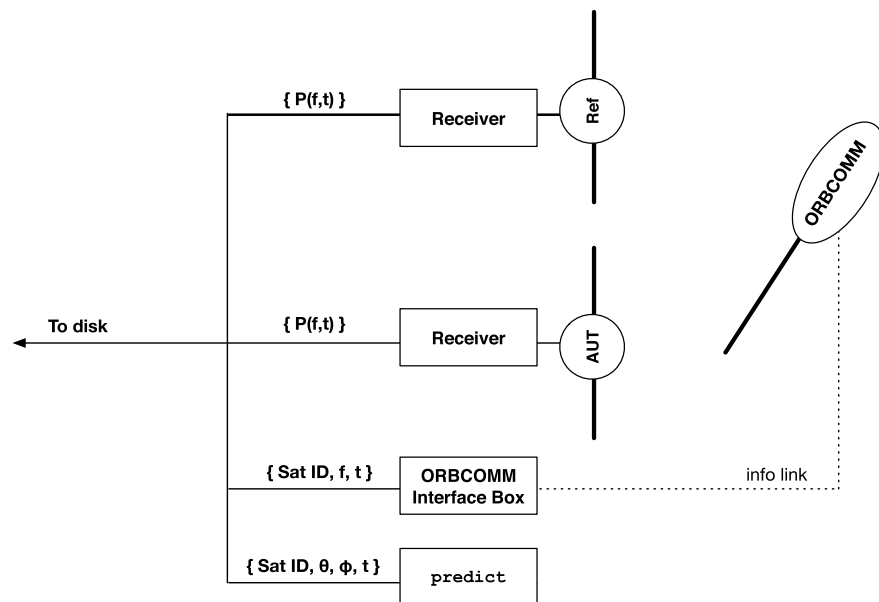 { P(f,t) }
Receiver
Ref
ORBCOMM
To disk
{ P(f,t) }
Receiver
AUT
{ Sat ID, f, t }
ORBCOMM
Interface Box
info link
{ Sat ID, θ, ϕ, t }
predict